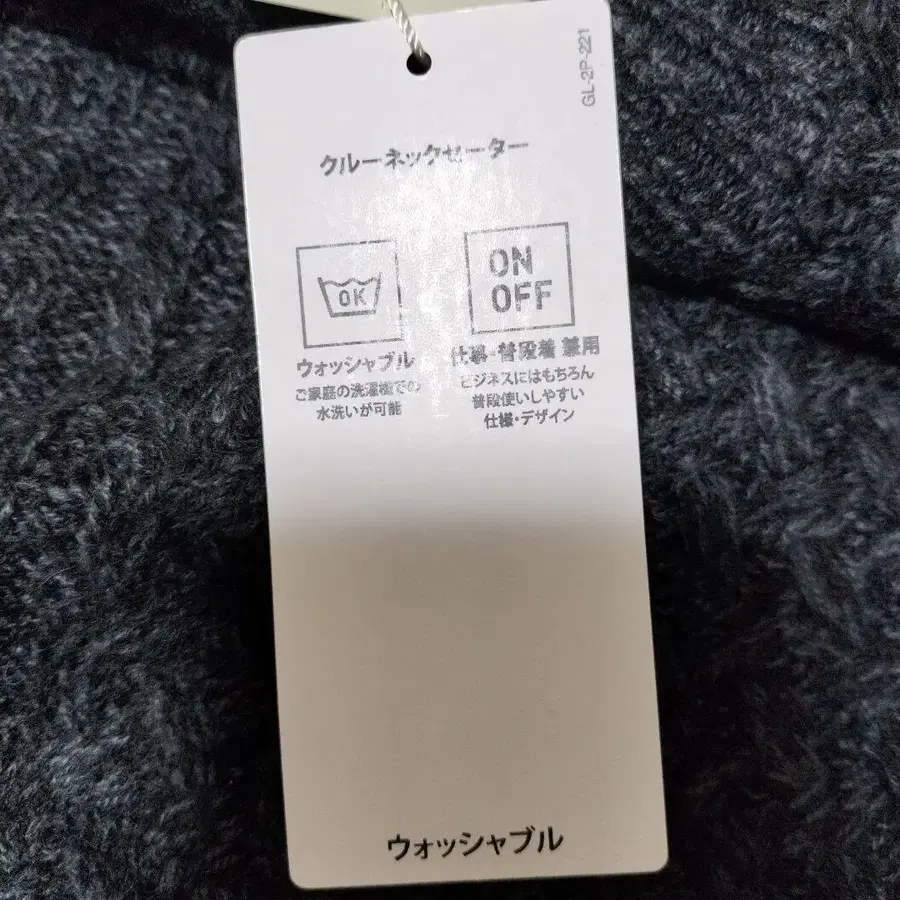 GL-2P-221
クルーネックセーター
OK
ウォッシャブル
ご家庭の洗濯機での
水洗いが可能
ON
OFF
仕事・普段着 兼用
ビジネスにはもちろん
普段使いしやすい
仕様・デザイン
ウォッシャブル